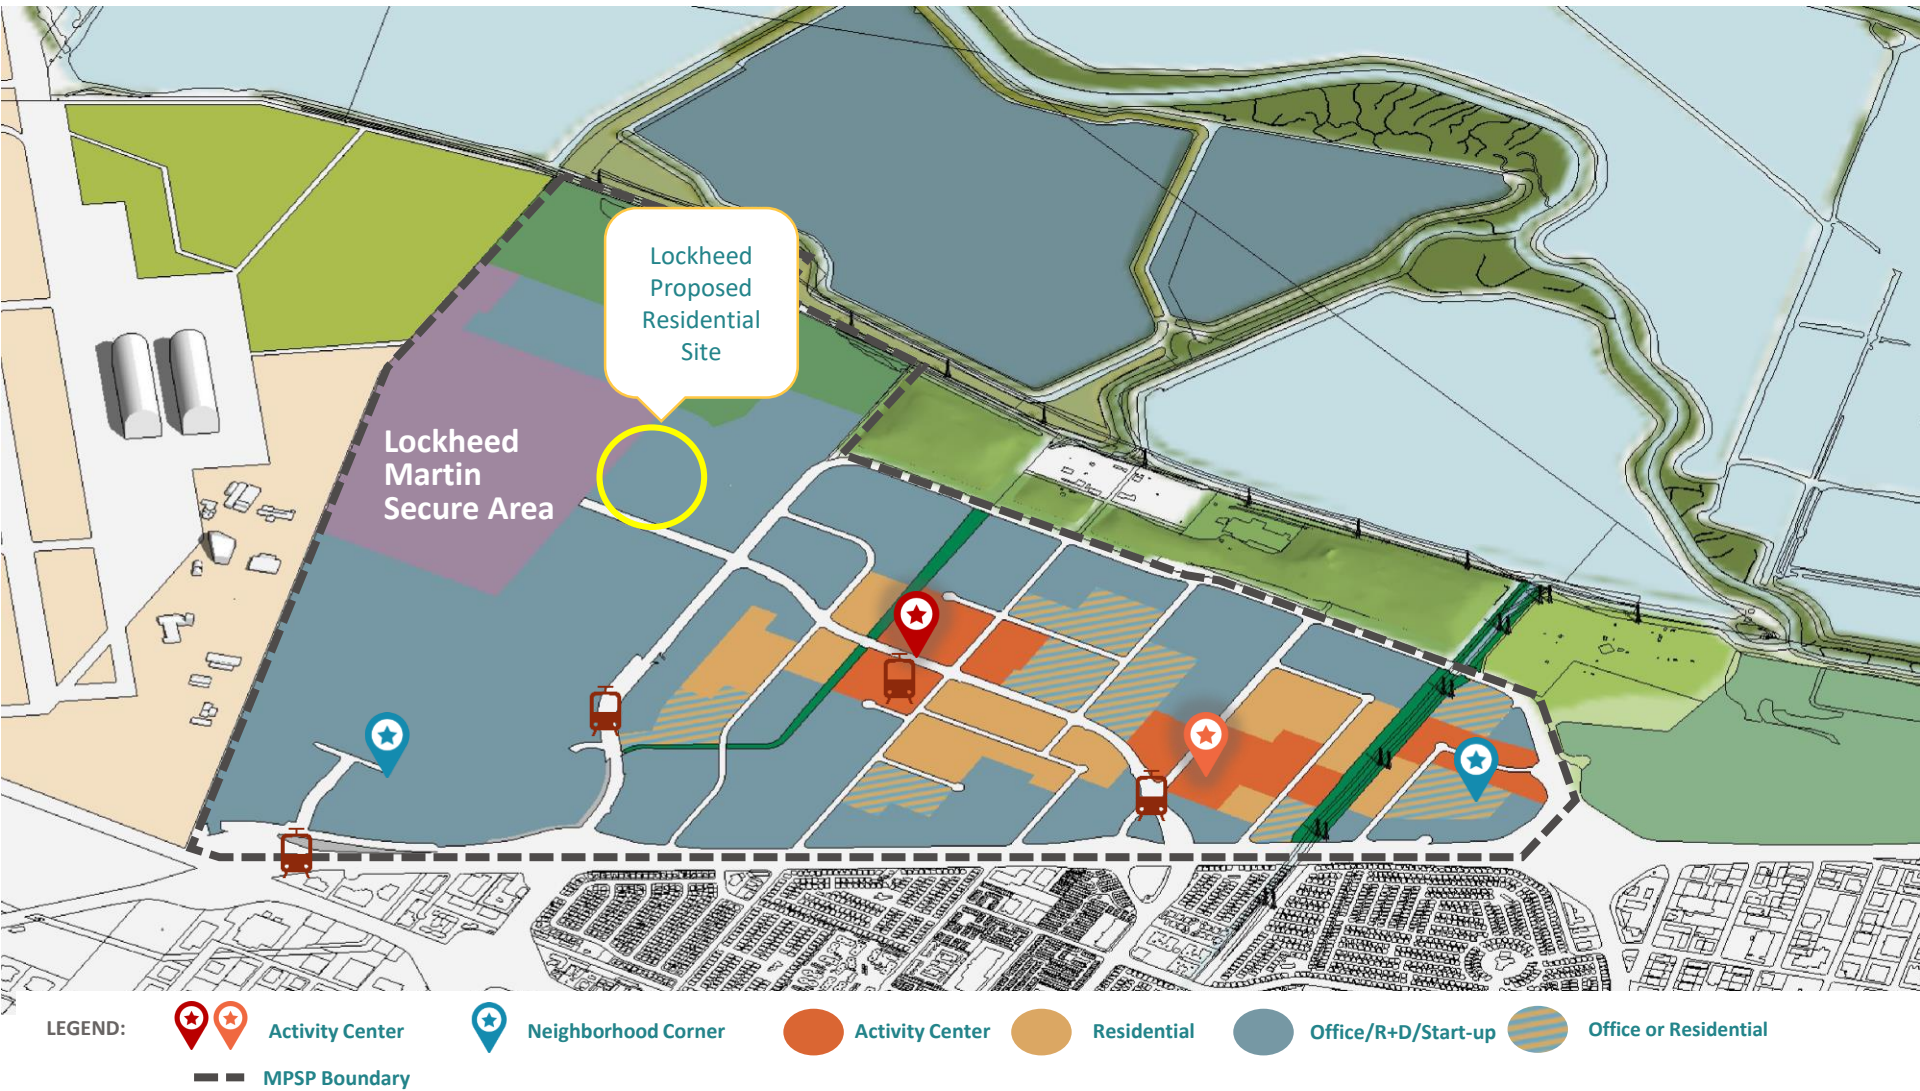 Lockheed
Proposed
Residential
Site
Lockheed
Martin
Secure Area
LEGEND:
Activity Center
Neighborhood Corner
Activity Center
Residential
Office/R+D/Start-up
Office or Residential
MPSP Boundary